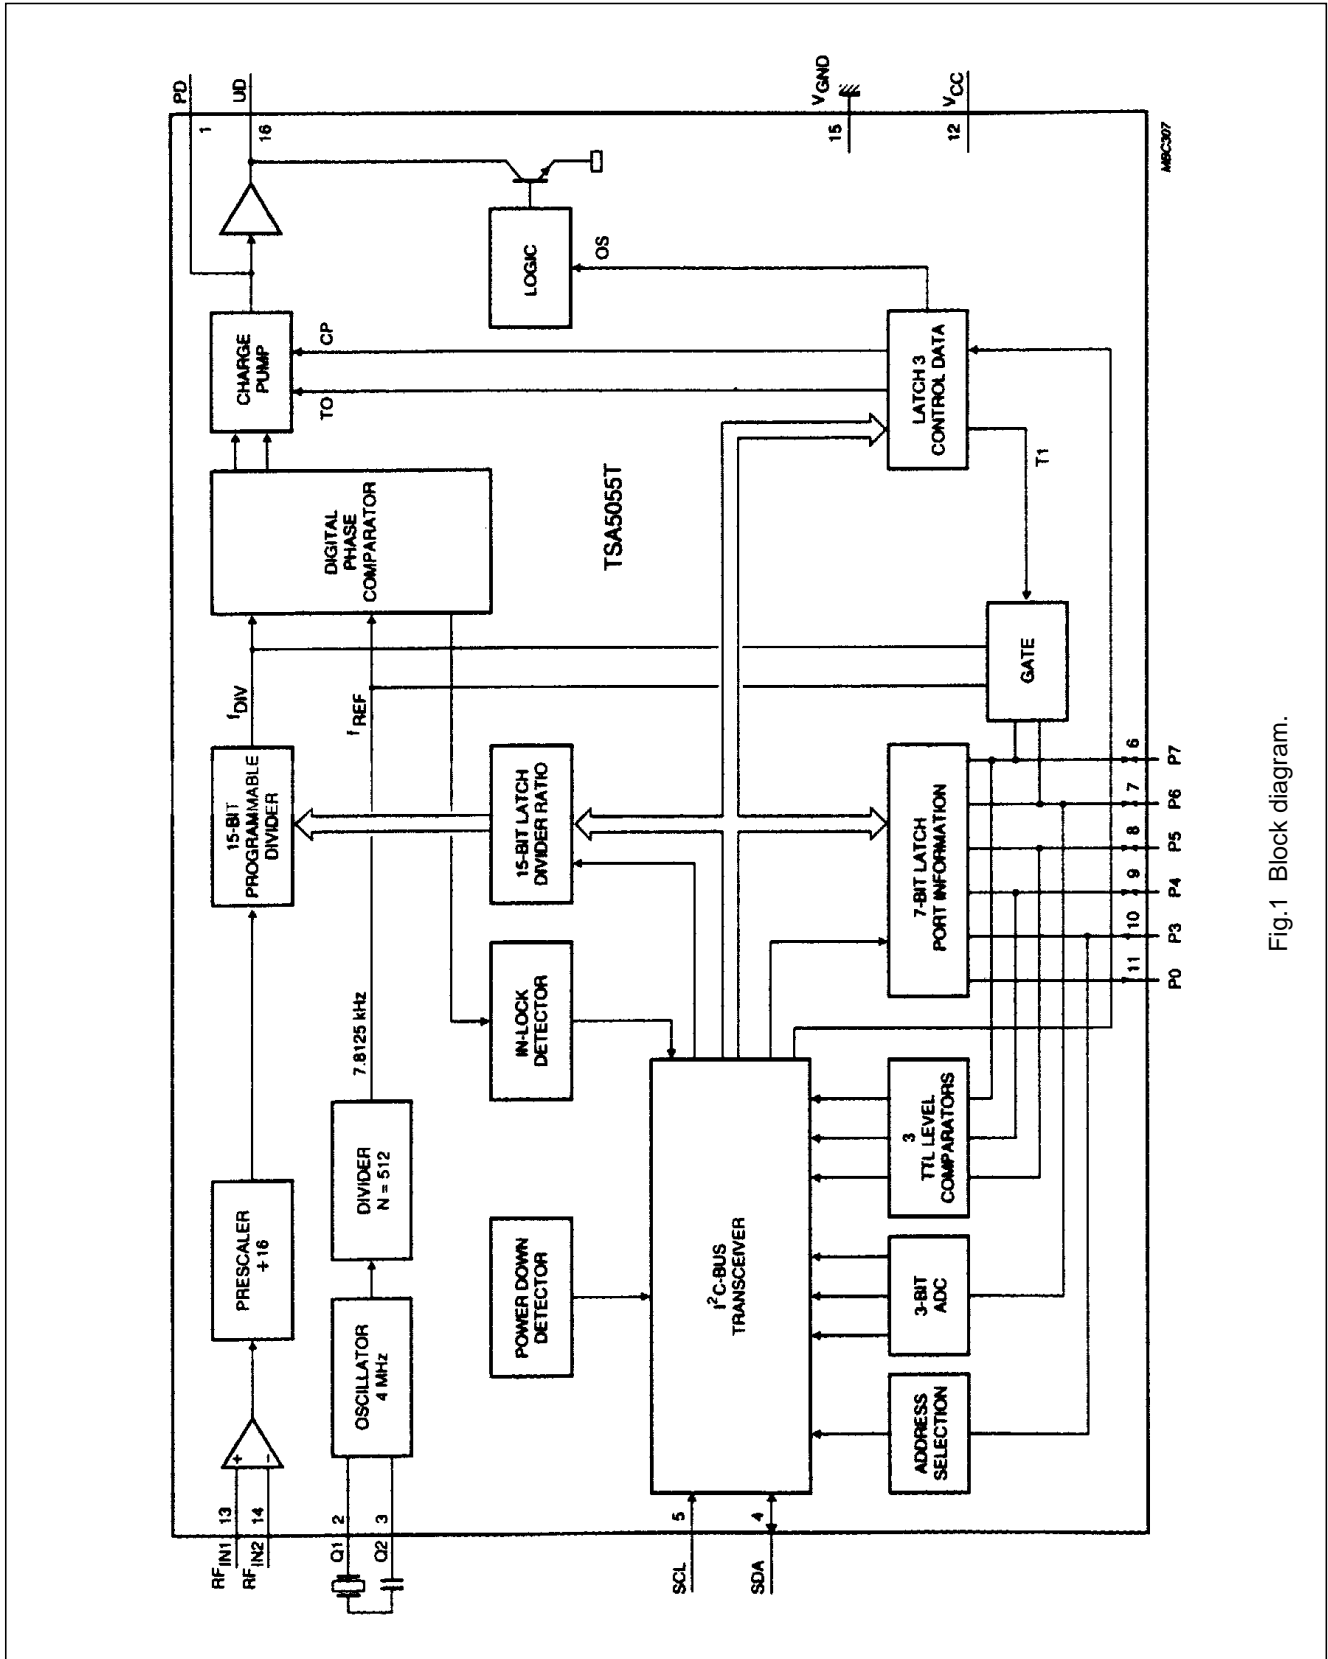 RF IN1
13
RF IN2
14
+
−
PRESCALER
÷16
15-BIT
PROGRAMMABLE
DIVIDER
fDIV
DIGITAL
PHASE
COMPARATOR
CHARGE
PUMP
PD
1
UD
16
Q1
2
Q2
3
OSCILLATOR
4 MHz
DIVIDER
N = 512
7.8125 kHz
fREF
TO
CP
POWER DOWN
DETECTOR
IN-LOCK
DETECTOR
15-BIT LATCH
DIVIDER RATIO
LOGIC
OS
TSA5055T
SCL
5
SDA
4
I²C-BUS
TRANSCEIVER
ADDRESS
SELECTION
3-BIT
ADC
3
TTL LEVEL
COMPARATORS
7-BIT LATCH
PORT INFORMATION
GATE
T1
LATCH 3
CONTROL DATA
VGND
15
VCC
12
11
10
9
8
7
6
P0
P3
P4
P5
P6
P7
MBC307
Fig.1 Block diagram.